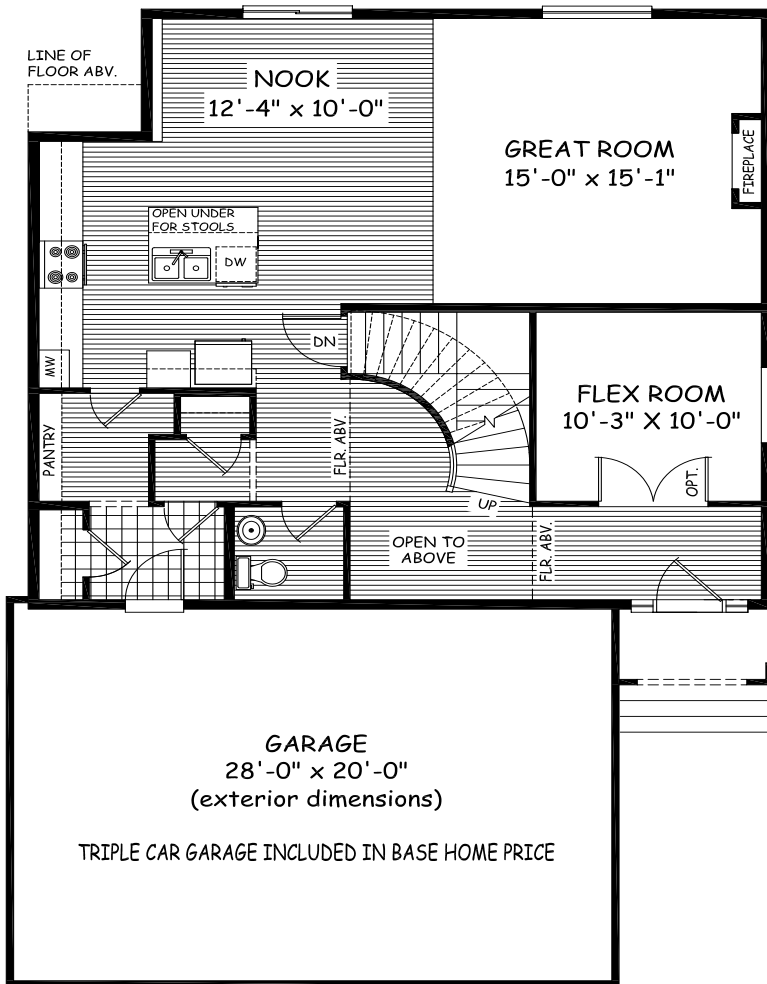 LINE OF
FLOOR ABV.
NOOK
12'-4" x 10'-0"
GREAT ROOM
15'-0" x 15'-1"
FIREPLACE
OPEN UNDER
FOR STOOLS
DW
MW
DN
FLEX ROOM
10'-3" X 10'-0"
OPT.
PANTRY
FLR. ABV.
UP
OPEN TO
ABOVE
FLR. ABV.
GARAGE
28'-0" x 20'-0"
(exterior dimensions)
TRIPLE CAR GARAGE INCLUDED IN BASE HOME PRICE